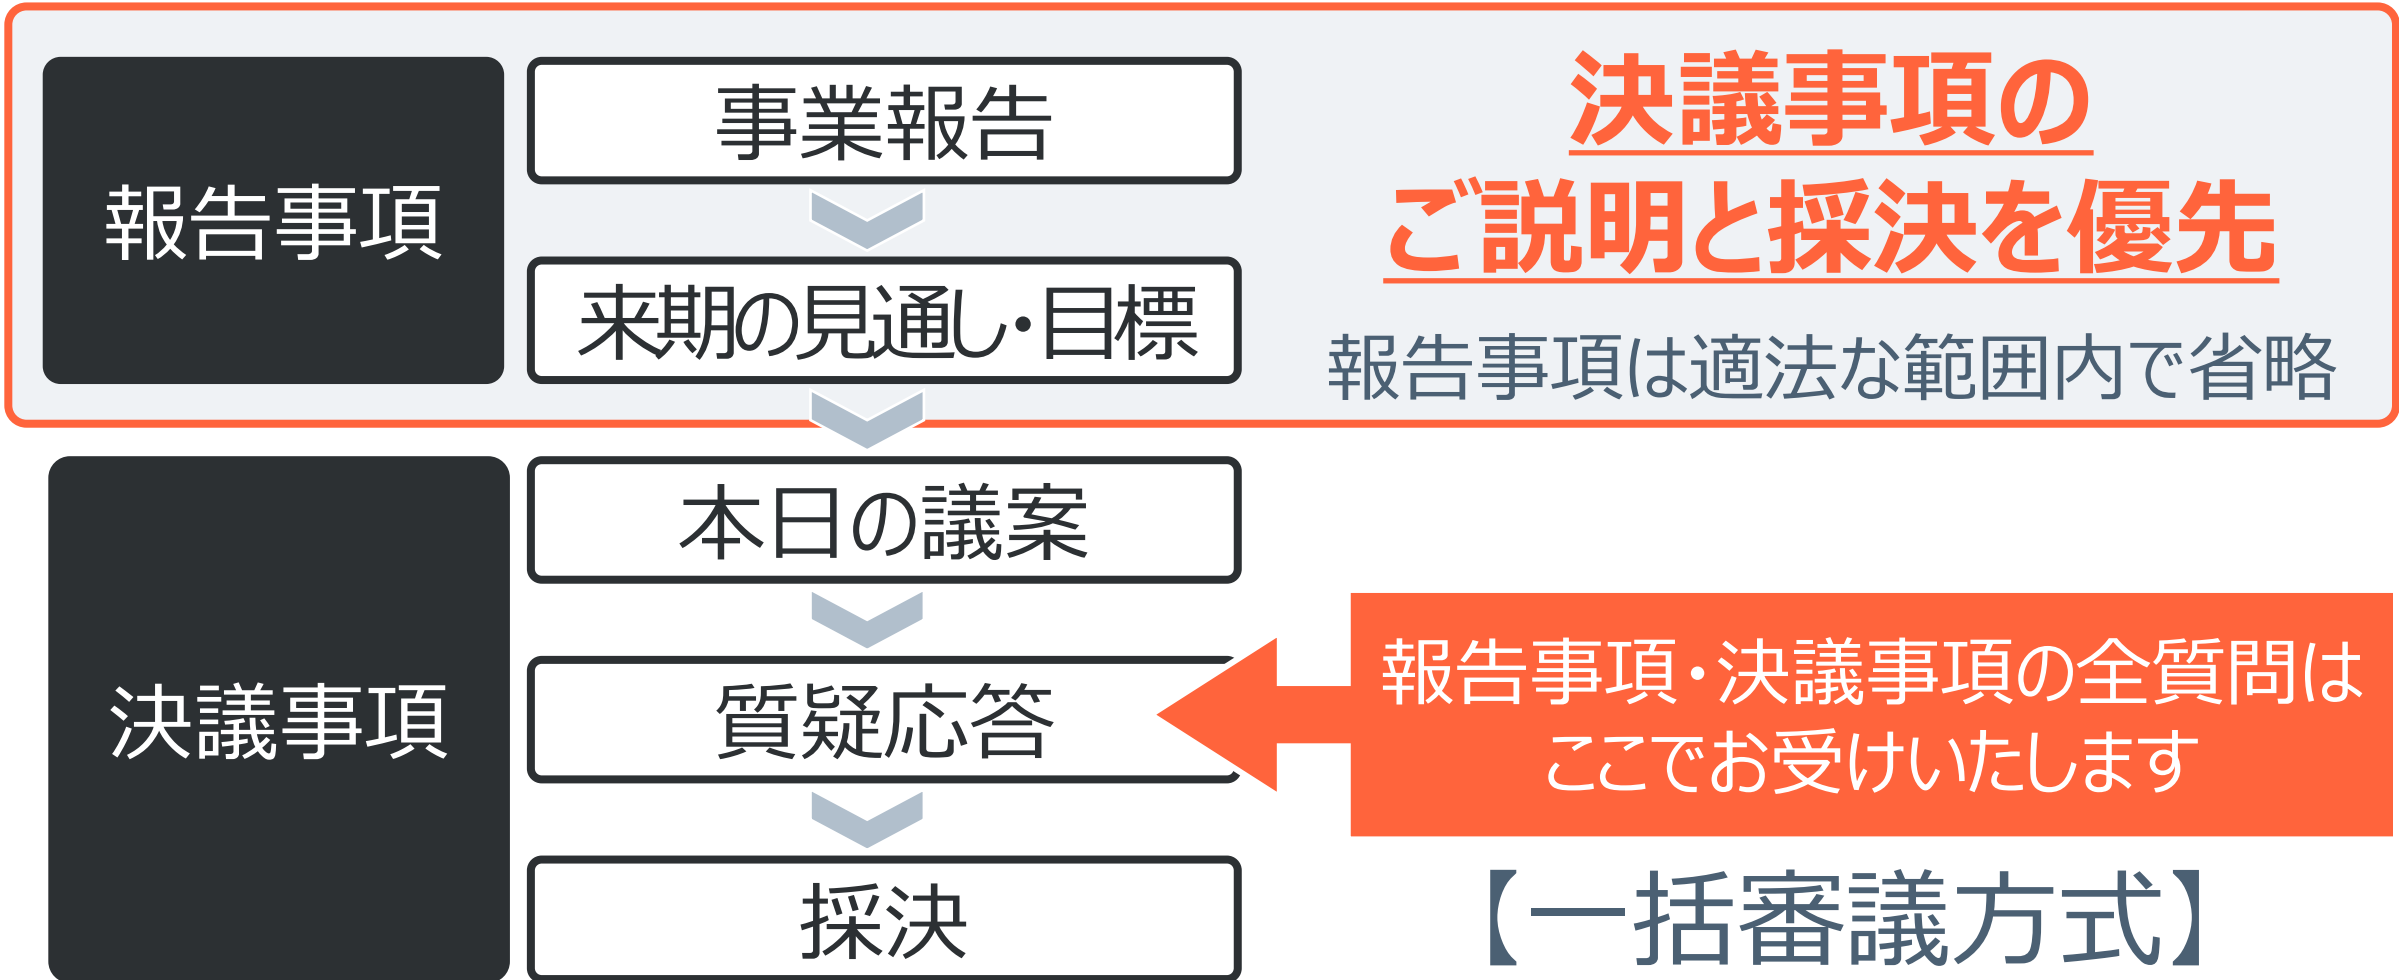 報告事項
事業報告
来期の見通し・目標
決議事項の
ご説明と採決を優先
報告事項は適法な範囲内で省略
決議事項
本日の議案
質疑応答
採決
報告事項・決議事項の全質問は
ここでお受けいたします
【一括審議方式】